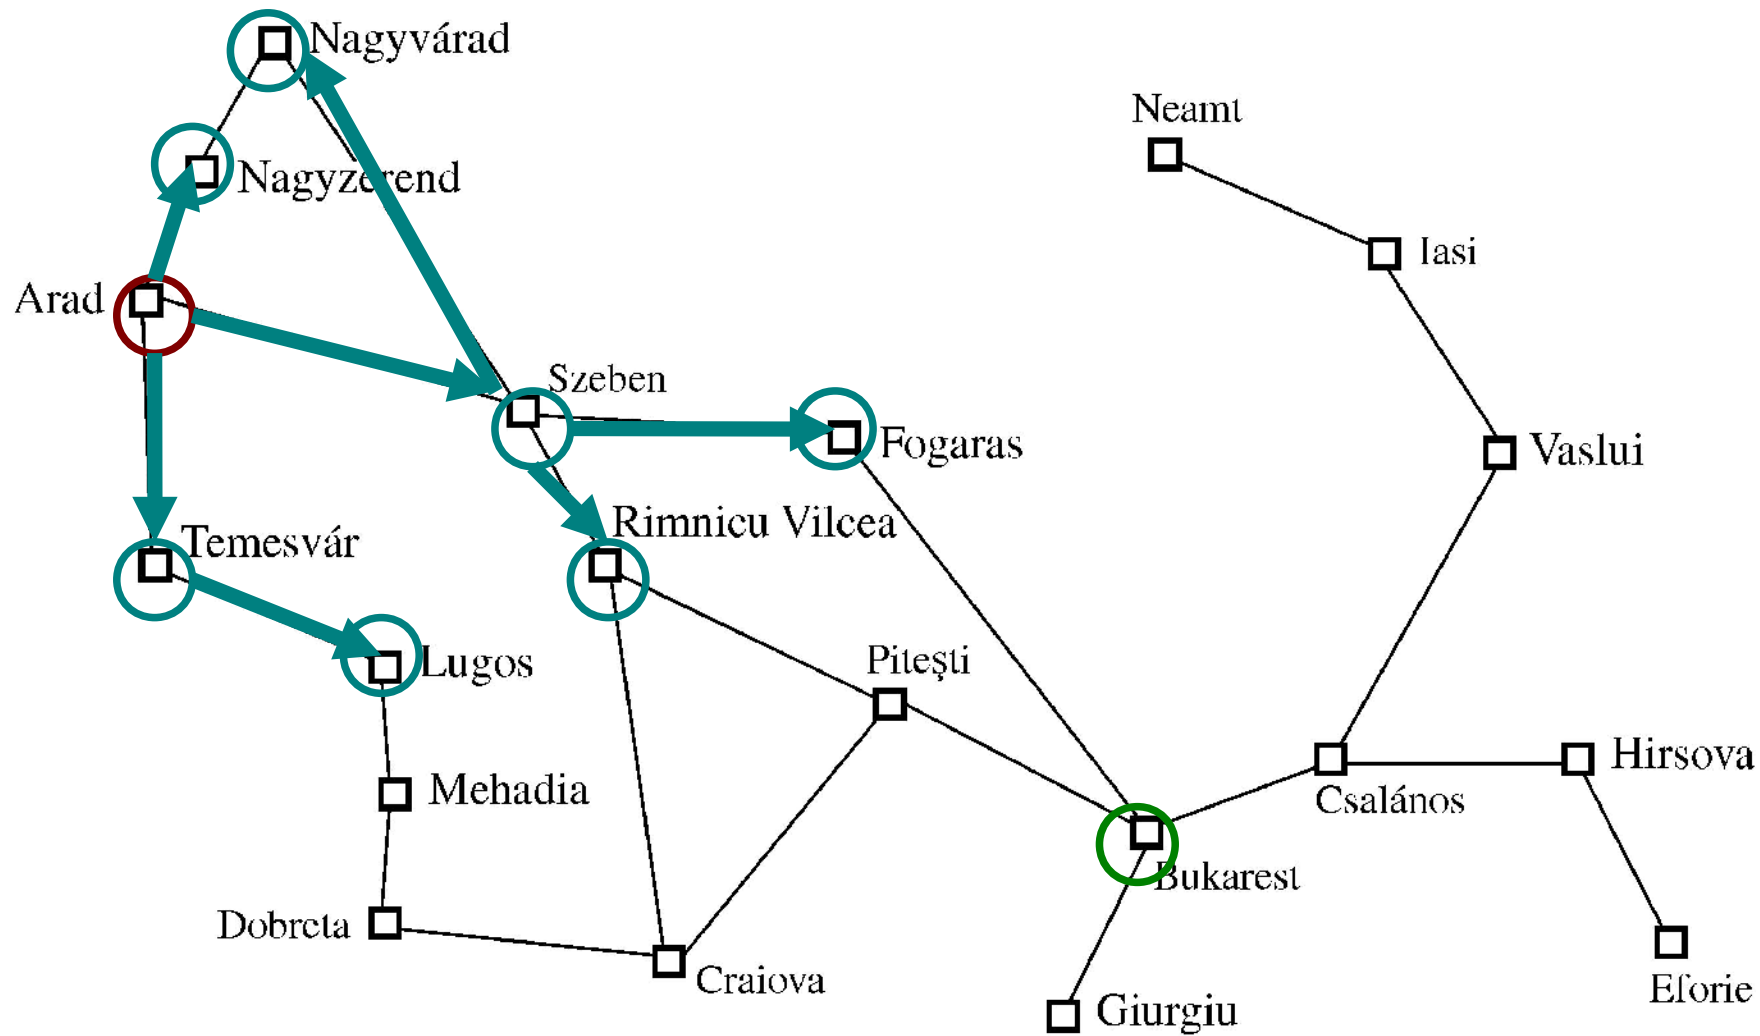 Nagyvárad
Neamt
Nagyzerend
Iasi
Arad
Szeben
Fogaras
Vaslui
Rimnicu Vilcea
Temesvár
Lugos
Piteşti
Hirsova
Mehadia
Csalános
Bukarest
Dobreta
Craiova
Eforie
Giurgiu